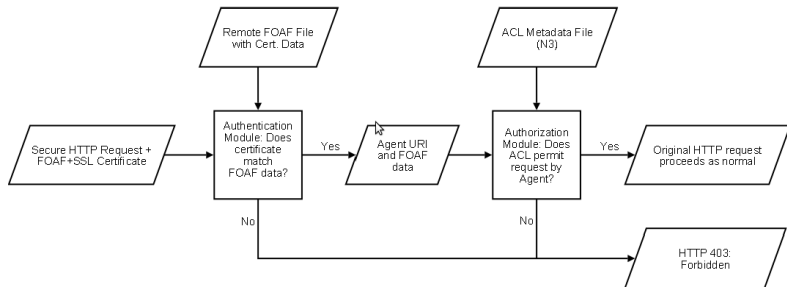 Remote FOAF File
with Cert. Data
ACL Metadata File
(N3)
Secure HTTP Request +
FOAF+SSL Certificate
Authentication
Module: Does
certificate
match
FOAF data?
Yes
Agent URI
and FOAF
data
Authorization
Module: Does
ACL permit
request by
Agent?
Yes
Original HTTP request
proceeds as normal
No
No
HTTP 403:
Forbidden